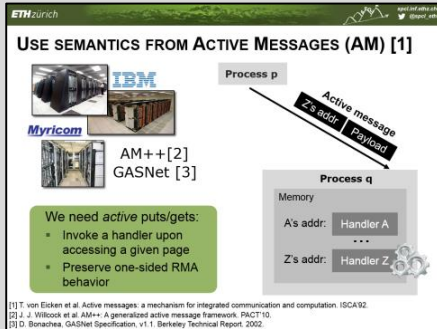 ETH zürich
spcl.inf.ethz.ch
@spcl_eth
USE SEMANTICS FROM ACTIVE MESSAGES (AM) [1]
IBM
Myricom
AM++[2]
GASNet [3]
We need active puts/gets:
▪ Invoke a handler upon
accessing a given page
▪ Preserve one-sided RMA
behavior
Process p
Active message
Z's addr
Payload
Process q
Memory
A's addr: Handler A
...
Z's addr: Handler Z
[1] T. von Eicken et al. Active messages: a mechanism for integrated communication and computation. ISCA'92.
[2] J. J. Willcock et al. AM++: A generalized active message framework. PACT'10.
[3] D. Bonachea, GASNet Specification, v1.1. Berkeley Technical Report. 2002.